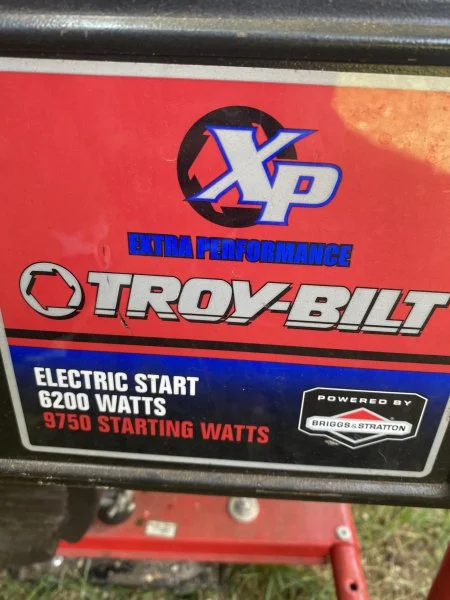 XP
EXTRA PERFORMANCE
TROY-BILT
ELECTRIC START
6200 WATTS
9750 STARTING WATTS
POWERED BY
BRIGGS & STRATTON